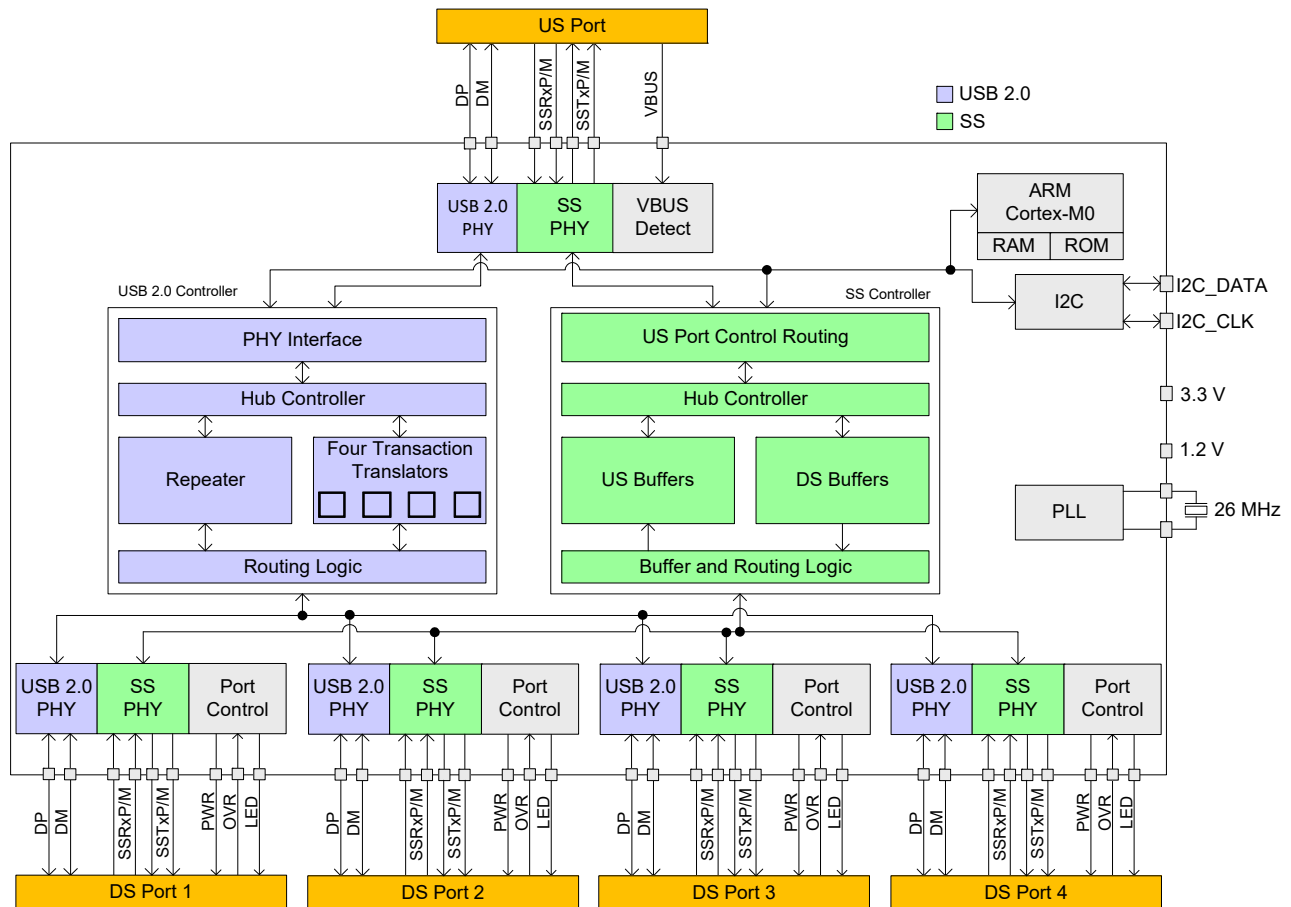 US Port
DP
DM
SSRxP/M
SSTxP/M
VBUS
USB 2.0
SS
USB 2.0
PHY
SS
PHY
VBUS
Detect
ARM
Cortex-M0
RAM
ROM
I2C
I2C_DATA
I2C_CLK
3.3 V
1.2 V
PLL
26 MHz
USB 2.0 Controller
PHY Interface
Hub Controller
Repeater
Four Transaction
Translators
Routing Logic
SS Controller
US Port Control Routing
Hub Controller
US Buffers
DS Buffers
Buffer and Routing Logic
USB 2.0
PHY
SS
PHY
Port
Control
DP
DM
SSRxP/M
SSTxP/M
PWR
OVR
LED
DS Port 1
USB 2.0
PHY
SS
PHY
Port
Control
DP
DM
SSRxP/M
SSTxP/M
PWR
OVR
LED
DS Port 2
USB 2.0
PHY
SS
PHY
Port
Control
DP
DM
SSRxP/M
SSTxP/M
PWR
OVR
LED
DS Port 3
USB 2.0
PHY
SS
PHY
Port
Control
DP
DM
SSRxP/M
SSTxP/M
PWR
OVR
LED
DS Port 4